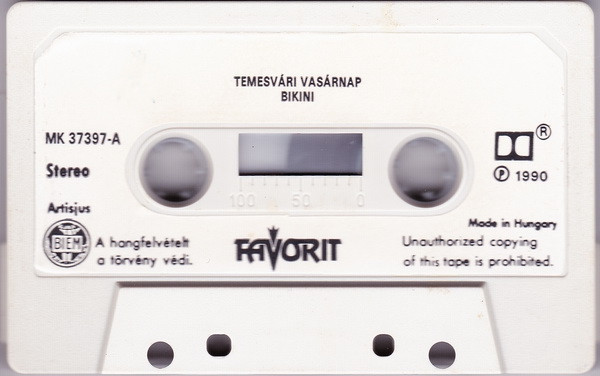 TEMESVÁRI VASÁRNAP
BIKINI
MK 37397-A
Stereo
Artisjus
BIEM
A hangfelvételt
a törvény védi.
100 50 0
FAVORIT
®
Ⓟ 1990
Made in Hungary
Unauthorized copying
of this tape is prohibited.